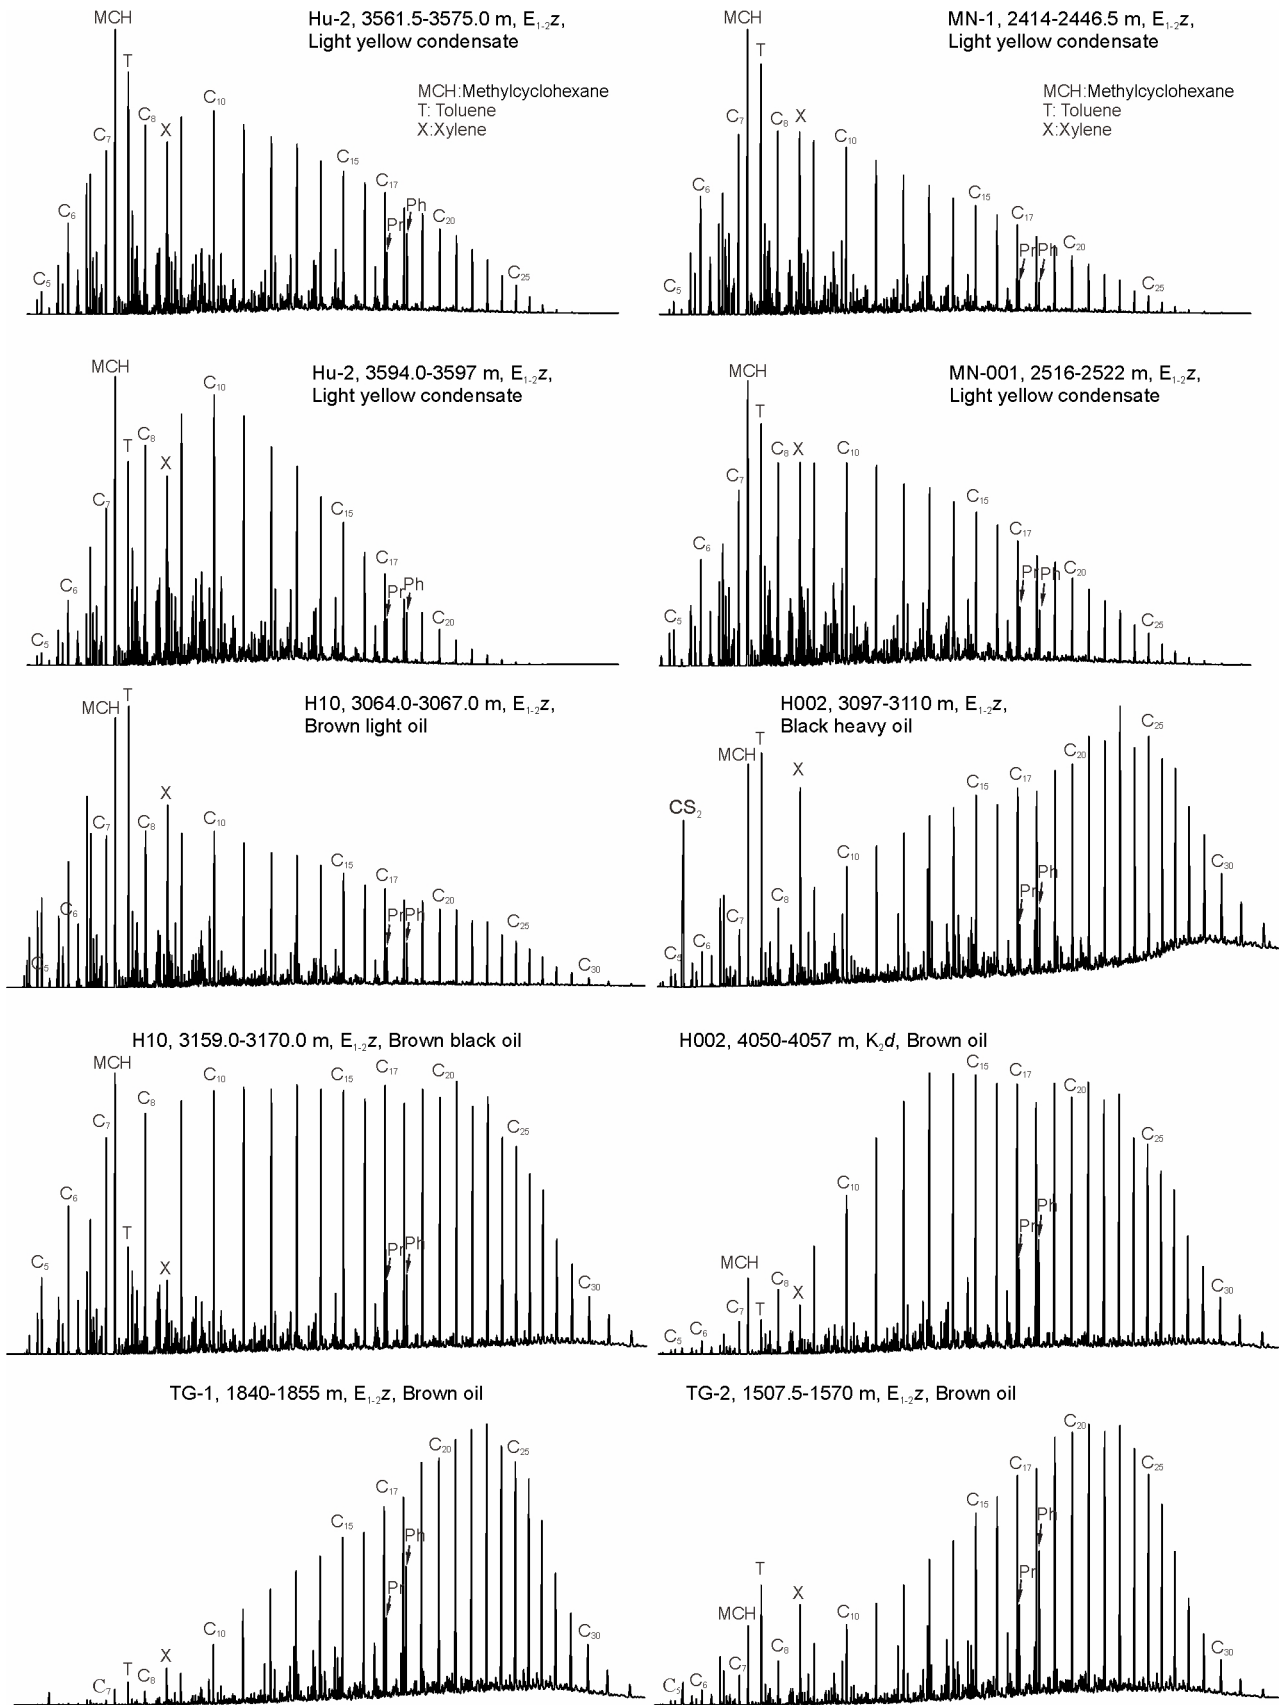 Hu-2, 3561.5-3575.0 m, E₁₋₂z,
Light yellow condensate
MCH
T
MCH:Methylcyclohexane
T: Toluene
X:Xylene
C₅
C₆
C₇
C₈
X
C₁₀
C₁₅
C₁₇
Pr
Ph
C₂₀
C₂₅
MN-1, 2414-2446.5 m, E₁₋₂z,
Light yellow condensate
MCH
T
MCH:Methylcyclohexane
T: Toluene
X:Xylene
C₅
C₆
C₇
C₈
X
C₁₀
C₁₅
C₁₇
Pr
Ph
C₂₀
C₂₅
Hu-2, 3594.0-3597 m, E₁₋₂z,
Light yellow condensate
MCH
T
C₅
C₆
C₇
C₈
X
C₁₀
C₁₅
C₁₇
Pr
Ph
C₂₀
MN-001, 2516-2522 m, E₁₋₂z,
Light yellow condensate
MCH
T
C₅
C₆
C₇
C₈
X
C₁₀
C₁₅
C₁₇
Pr
Ph
C₂₀
C₂₅
H10, 3064.0-3067.0 m, E₁₋₂z,
Brown light oil
MCH
T
C₅
C₆
C₇
C₈
X
C₁₀
C₁₅
C₁₇
Pr
Ph
C₂₀
C₂₅
C₃₀
H002, 3097-3110 m, E₁₋₂z,
Black heavy oil
CS₂
MCH
T
C₅
C₆
C₇
C₈
X
C₁₀
C₁₅
C₁₇
Pr
Ph
C₂₀
C₂₅
C₃₀
H10, 3159.0-3170.0 m, E₁₋₂z, Brown black oil
MCH
C₅
C₆
C₇
T
C₈
X
C₁₀
C₁₅
C₁₇
Pr
Ph
C₂₀
C₂₅
C₃₀
H002, 4050-4057 m, K₂d, Brown oil
MCH
C₅
C₆
C₇
T
C₈
X
C₁₀
C₁₅
C₁₇
Pr
Ph
C₂₀
C₂₅
C₃₀
TG-1, 1840-1855 m, E₁₋₂z, Brown oil
C₇
T
C₈
X
C₁₀
C₁₅
C₁₇
Pr
Ph
C₂₀
C₂₅
C₃₀
TG-2, 1507.5-1570 m, E₁₋₂z, Brown oil
C₅
C₆
C₇
MCH
T
C₈
X
C₁₀
C₁₅
C₁₇
Pr
Ph
C₂₀
C₂₅
C₃₀